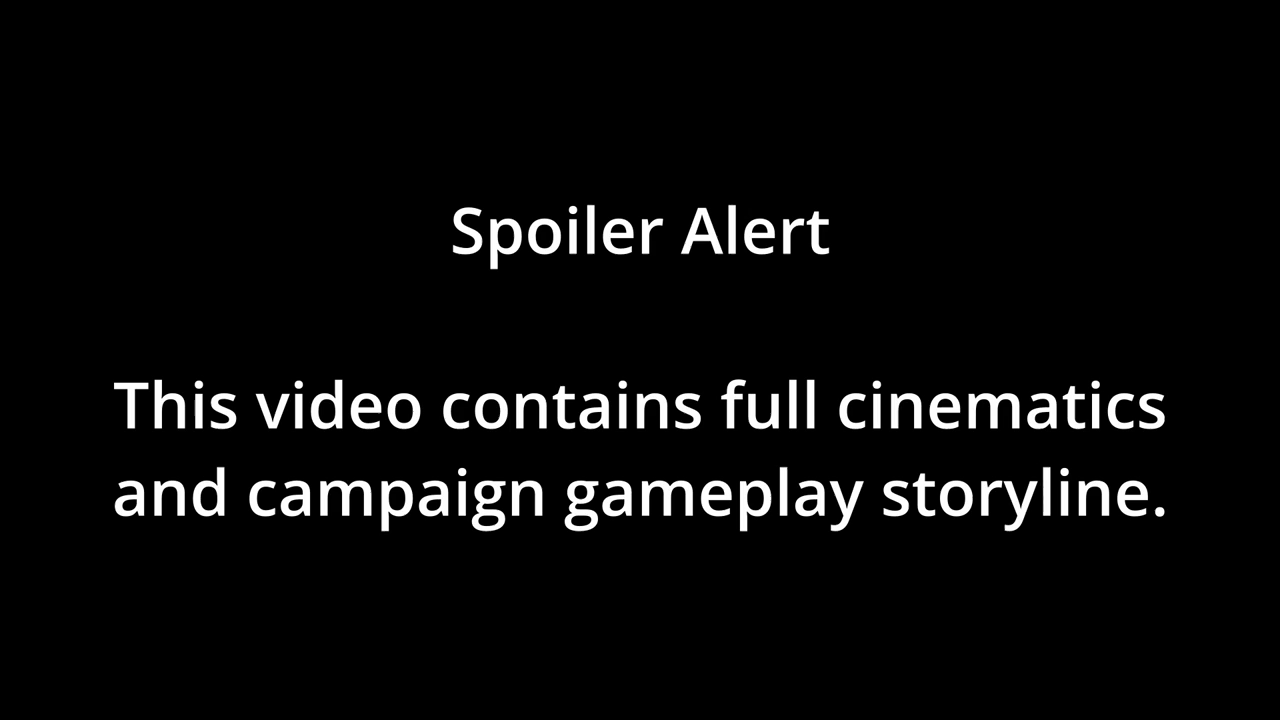 Spoiler Alert
This video contains full cinematics
and campaign gameplay storyline.